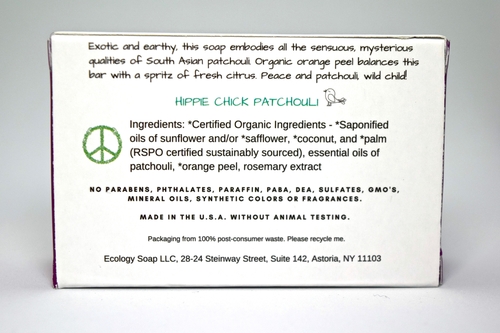 Exotic and earthy, this soap embodies all the sensuous, mysterious
qualities of South Asian patchouli. Organic orange peel balances this
bar with a spritz of fresh citrus. Peace and patchouli, wild child!
HIPPIE CHICK PATCHOULI
Ingredients: *Certified Organic Ingredients - *Saponified
oils of sunflower and/or *safflower, *coconut, and *palm
(RSPO certified sustainably sourced), essential oils of
patchouli, *orange peel, rosemary extract
NO PARABENS, PHTHALATES, PARAFFIN, PABA, DEA, SULFATES, GMO'S,
MINERAL OILS, SYNTHETIC COLORS OR FRAGRANCES.
MADE IN THE U.S.A. WITHOUT ANIMAL TESTING.
Packaging from 100% post-consumer waste. Please recycle me.
Ecology Soap LLC, 28-24 Steinway Street, Suite 142, Astoria, NY 11103